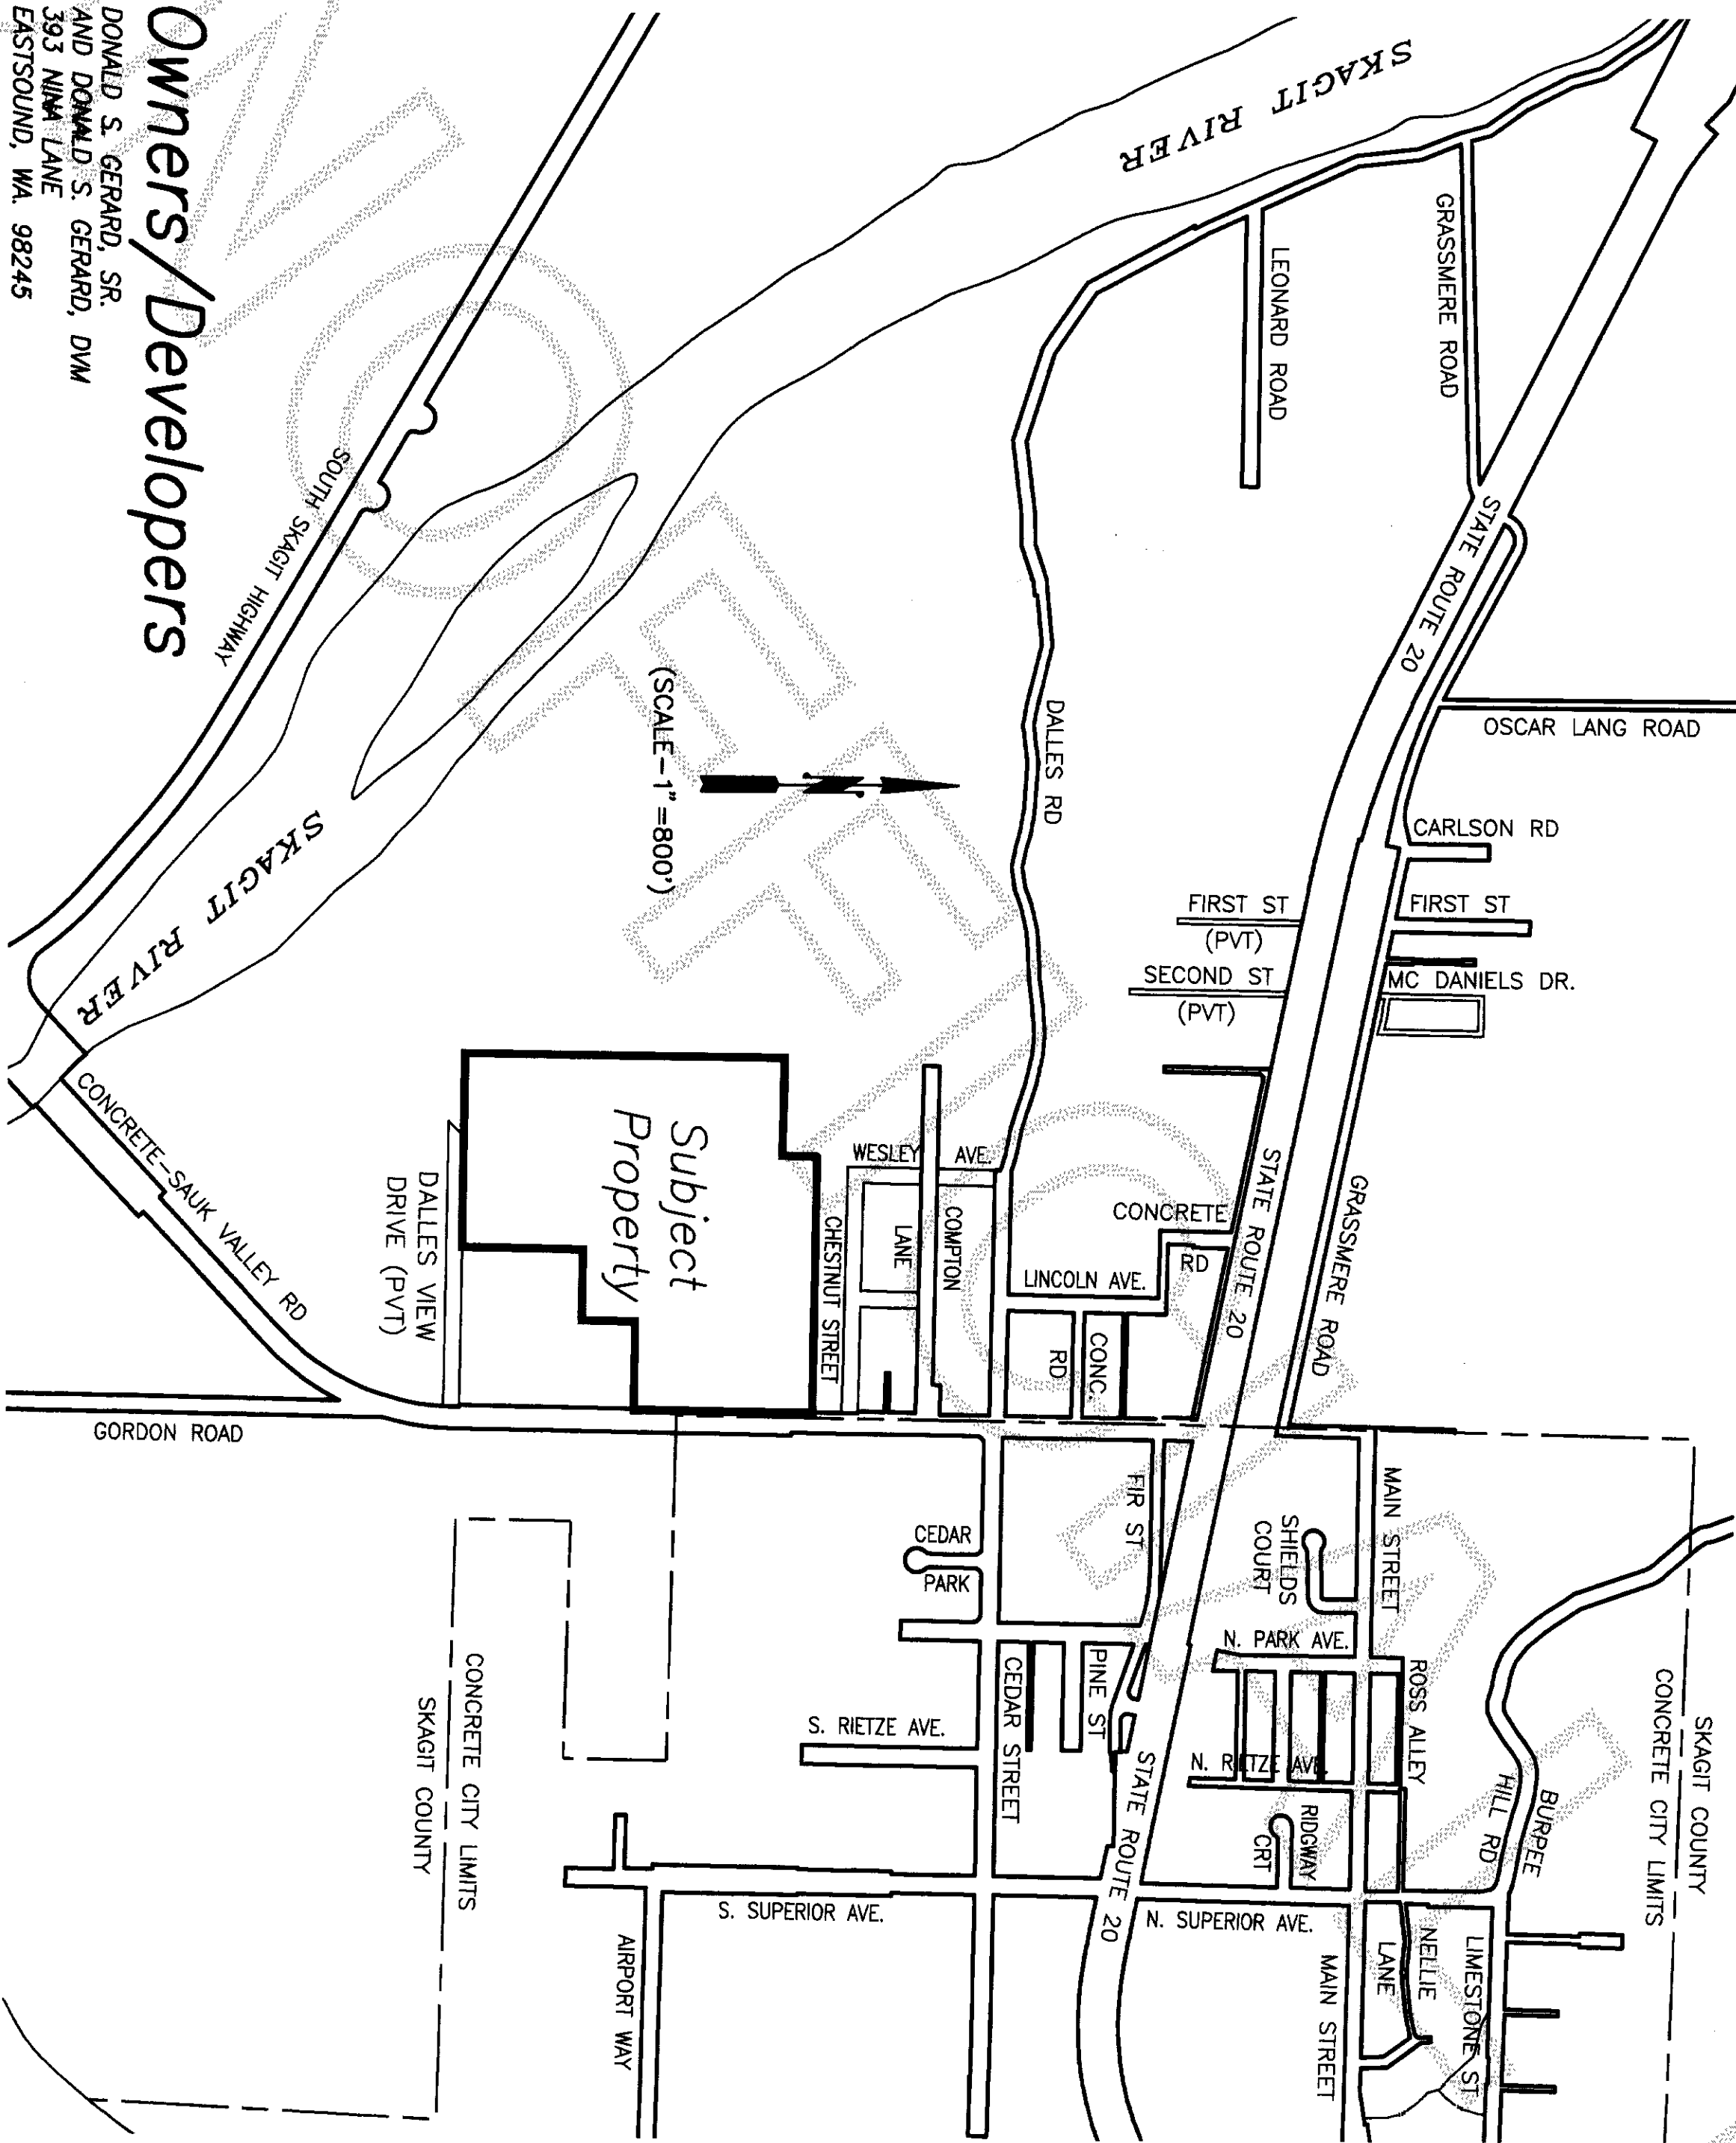 SKAGIT COUNTY
CONCRETE CITY LIMITS
BURPEE
HILL RD
OSCAR LANG ROAD
GRASSMERE ROAD
LEONARD ROAD
SKAGIT RIVER
STATE ROUTE 20
CARLSON RD
FIRST ST
MC DANIELS DR.
FIRST ST
(PVT)
SECOND ST
(PVT)
GRASSMERE ROAD
STATE ROUTE 20
MAIN STREET
SHIELDS
COURT
N. PARK AVE.
ROSS ALLEY
N. RIETZE AVE.
RIDGWAY
CRT
LIMESTONE ST
NELLIE
LANE
MAIN STREET
N. SUPERIOR AVE.
STATE ROUTE 20
DALLES RD
CONCRETE
RD
LINCOLN AVE.
CONC.
RD
FIR ST
PINE ST
CEDAR STREET
CEDAR
PARK
S. RIETZE AVE.
S. SUPERIOR AVE.
AIRPORT WAY
WESLEY AVE.
COMPTON
LANE
CHESTNUT STREET
(SCALE-1"=800')
Subject
Property
DALLES VIEW
DRIVE (PVT)
SOUTH SKAGIT HIGHWAY
SKAGIT RIVER
CONCRETE-SAUK VALLEY RD
GORDON ROAD
CONCRETE CITY LIMITS
SKAGIT COUNTY
Owners/Developers
DONALD S. GERARD, SR.
AND DONALD S. GERARD, DVM
393 NINA LANE
EASTSOUND, WA. 98245
UNOFFICIAL